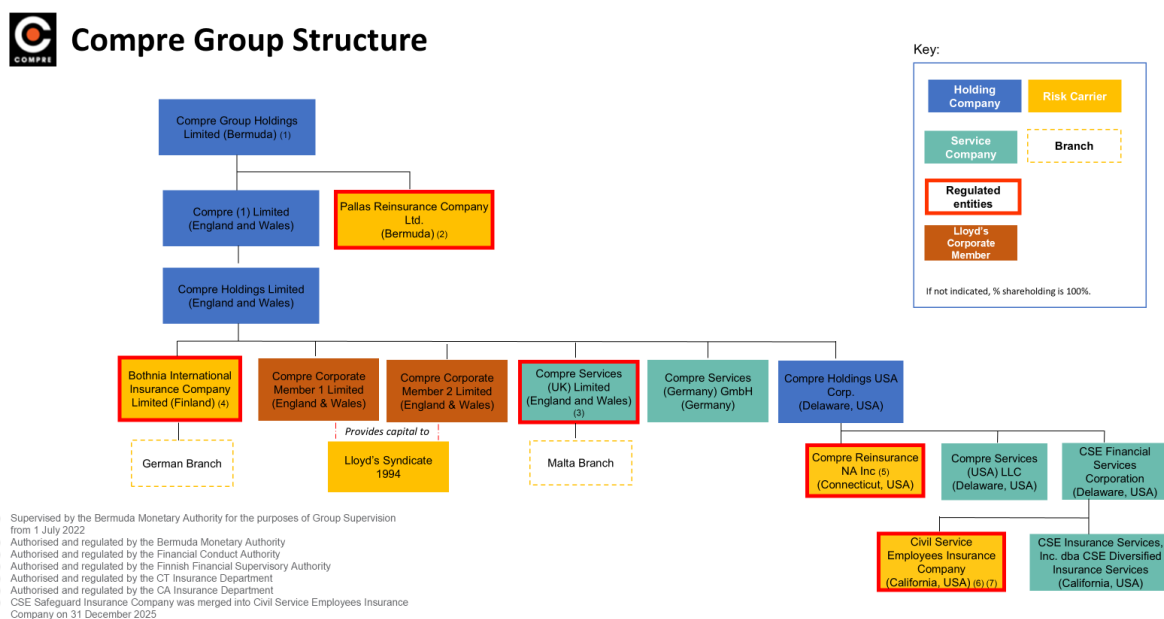 COMPRE
Compre Group Structure
Key:
Holding
Company
Risk Carrier
Service
Company
Branch
Regulated
entities
Lloyd's
Corporate
Member
If not indicated, % shareholding is 100%.
Compre Group Holdings
Limited (Bermuda) (1)
Compre (1) Limited
(England and Wales)
Pallas Reinsurance Company
Ltd.
(Bermuda) (2)
Compre Holdings Limited
(England and Wales)
Bothnia International
Insurance Company
Limited (Finland) (4)
Compre Corporate
Member 1 Limited
(England & Wales)
Compre Corporate
Member 2 Limited
(England & Wales)
Compre Services
(UK) Limited
(England and Wales)
(3)
Compre Services
(Germany) GmbH
(Germany)
Compre Holdings USA
Corp.
(Delaware, USA)
German Branch
Provides capital to
Lloyd's Syndicate
1994
Malta Branch
Compre Reinsurance
NA Inc (5)
(Connecticut, USA)
Compre Services
(USA) LLC
(Delaware, USA)
CSE Financial
Services
Corporation
(Delaware, USA)
Civil Service
Employees Insurance
Company
(California, USA) (6) (7)
CSE Insurance Services,
Inc. dba CSE Diversified
Insurance Services
(California, USA)
Supervised by the Bermuda Monetary Authority for the purposes of Group Supervision
from 1 July 2022
Authorised and regulated by the Bermuda Monetary Authority
Authorised and regulated by the Financial Conduct Authority
Authorised and regulated by the Finnish Financial Supervisory Authority
Authorised and regulated by the CT Insurance Department
Authorised and regulated by the CA Insurance Department
CSE Safeguard Insurance Company was merged into Civil Service Employees Insurance
Company on 31 December 2025